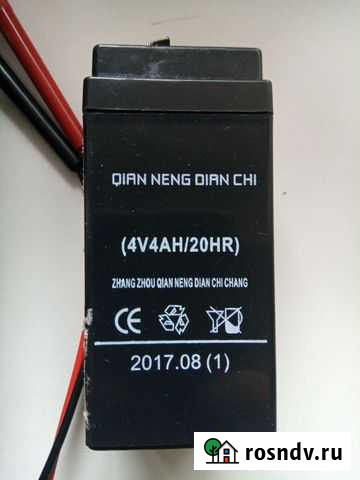 QIAN NENG DIAN CHI
(4V4AH/20HR)
ZHANG ZHOU QIAN NENG DIAN CHI CHANG
CE
2017.08 (1)
rosndv.ru